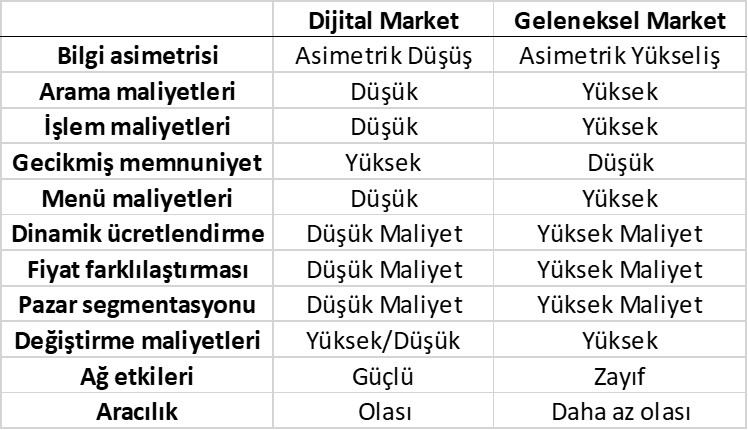 Dijital Market Geleneksel Market
Bilgi asimetrisi Asimetrik Düşüş Asimetrik Yükseliş
Arama maliyetleri Düşük Yüksek
İşlem maliyetleri Düşük Yüksek
Gecikmiş memnuniyet Yüksek Düşük
Menü maliyetleri Düşük Yüksek
Dinamik ücretlendirme Düşük Maliyet Yüksek Maliyet
Fiyat farklılaştırması Düşük Maliyet Yüksek Maliyet
Pazar segmentasyonu Düşük Maliyet Yüksek Maliyet
Değiştirme maliyetleri Yüksek/Düşük Yüksek
Ağ etkileri Güçlü Zayıf
Aracılık Olası Daha az olası